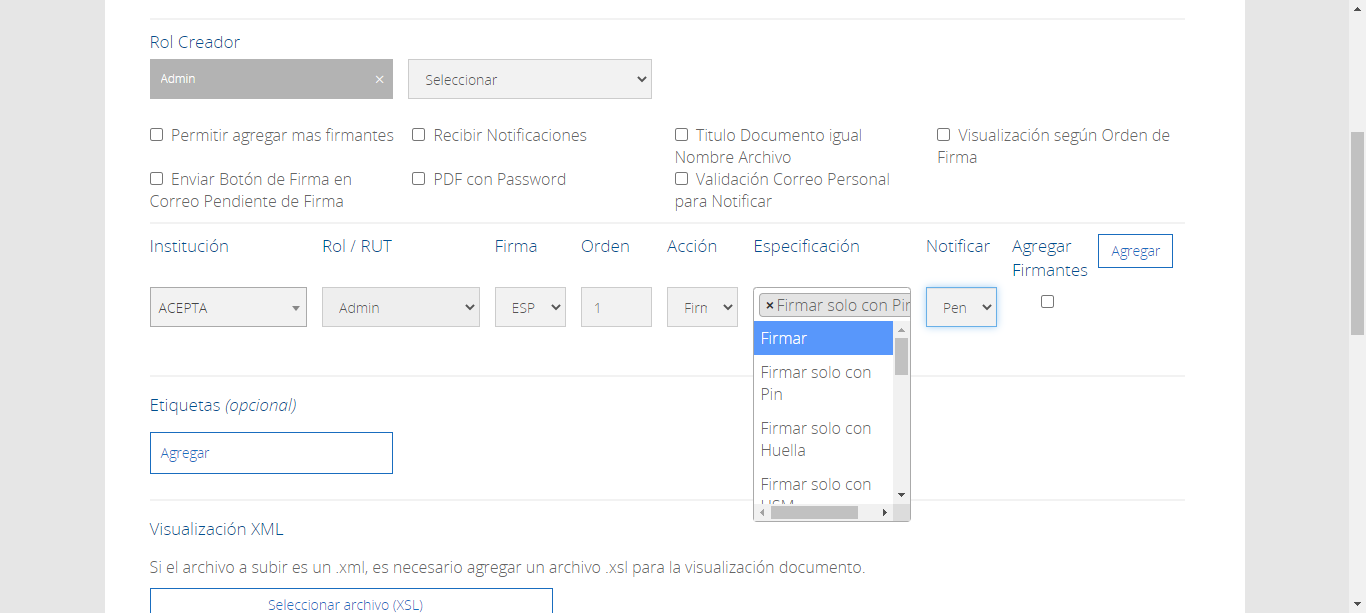 Rol Creador
Admin ×
Seleccionar
Permitir agregar mas firmantes
Recibir Notificaciones
Titulo Documento igual
Nombre Archivo
Visualización según Orden de
Firma
Enviar Botón de Firma en
Correo Pendiente de Firma
PDF con Password
Validación Correo Personal
para Notificar
Institución Rol / RUT Firma Orden Acción Especificación Notificar Agregar
Firmantes
Agregar
ACEPTA Admin ESP 1 Firn ×Firmar solo con Pin Pen
Firmar
Firmar solo con
Pin
Firmar solo con
Huella
Firmar solo con
HSM
Etiquetas (opcional)
Agregar
Visualización XML
Si el archivo a subir es un .xml, es necesario agregar un archivo .xsl para la visualización documento.
Seleccionar archivo (XSL)